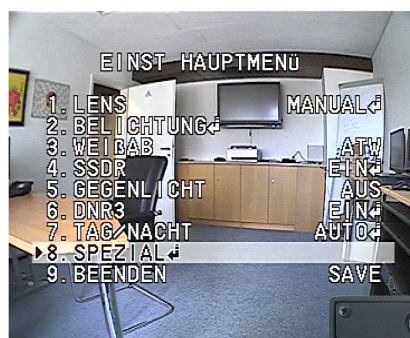 EINST HAUPTMENü
1. LENS MANUAL↲
2. BELICHTUNG↲
3. WEIßAB ATW
4. SSDR EIN↲
5. GEGENLICHT AUS
6. DNR3 EIN↲
7. TAG/NACHT AUTO↲
▶8. SPEZIAL↲
9. BEENDEN SAVE